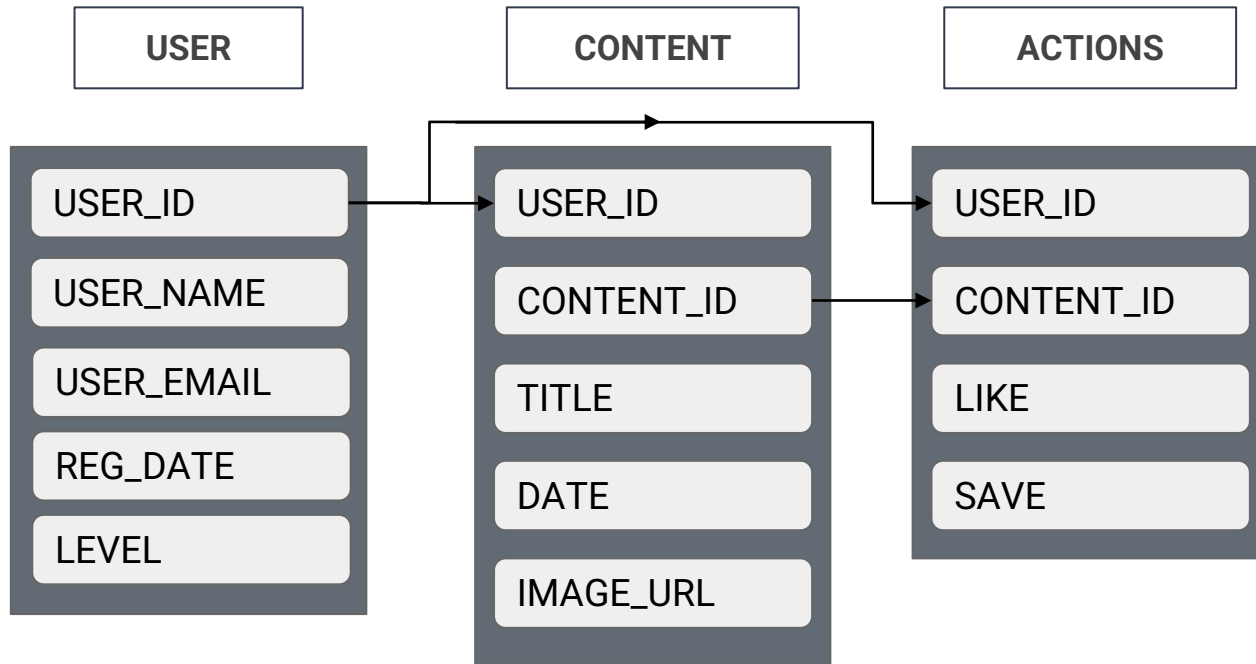 USER
CONTENT
ACTIONS
USER_ID
USER_NAME
USER_EMAIL
REG_DATE
LEVEL
USER_ID
CONTENT_ID
TITLE
DATE
IMAGE_URL
USER_ID
CONTENT_ID
LIKE
SAVE